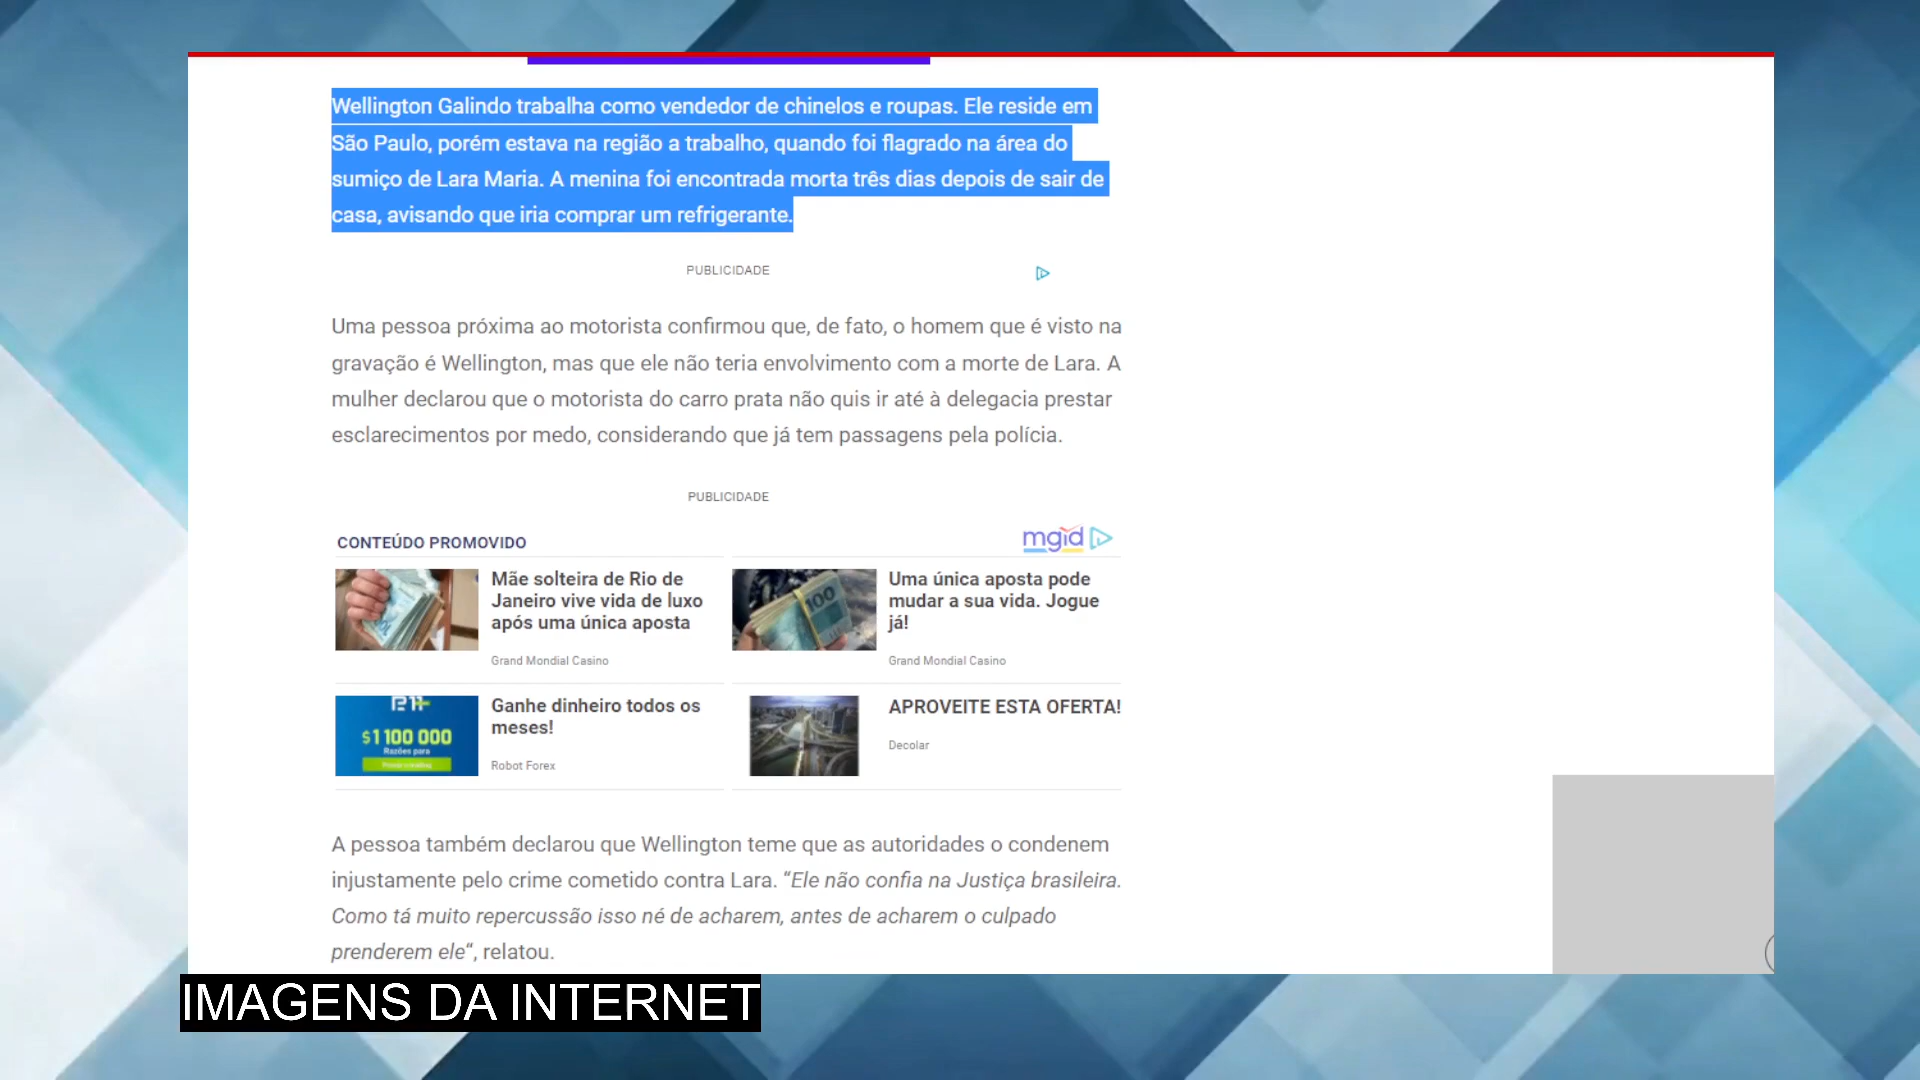 Wellington Galindo trabalha como vendedor de chinelos e roupas. Ele reside em
São Paulo, porém estava na região a trabalho, quando foi flagrado na área do
sumiço de Lara Maria. A menina foi encontrada morta três dias depois de sair de
casa, avisando que iria comprar um refrigerante.
PUBLICIDADE
Uma pessoa próxima ao motorista confirmou que, de fato, o homem que é visto na
gravação é Wellington, mas que ele não teria envolvimento com a morte de Lara. A
mulher declarou que o motorista do carro prata não quis ir até à delegacia prestar
esclarecimentos por medo, considerando que já tem passagens pela polícia.
PUBLICIDADE
CONTEÚDO PROMOVIDO
mgid
Mãe solteira de Rio de
Janeiro vive vida de luxo
após uma única aposta
Grand Mondial Casino
Uma única aposta pode
mudar a sua vida. Jogue
já!
Grand Mondial Casino
100
$1 100 000
Razões para
Ganhe dinheiro todos os
meses!
Robot Forex
APROVEITE ESTA OFERTA!
Decolar
A pessoa também declarou que Wellington teme que as autoridades o condenem
injustamente pelo crime cometido contra Lara. “Ele não confia na Justiça brasileira.
Como tá muito repercussão isso né de acharem, antes de acharem o culpado
prenderem ele“, relatou.
IMAGENS DA INTERNET